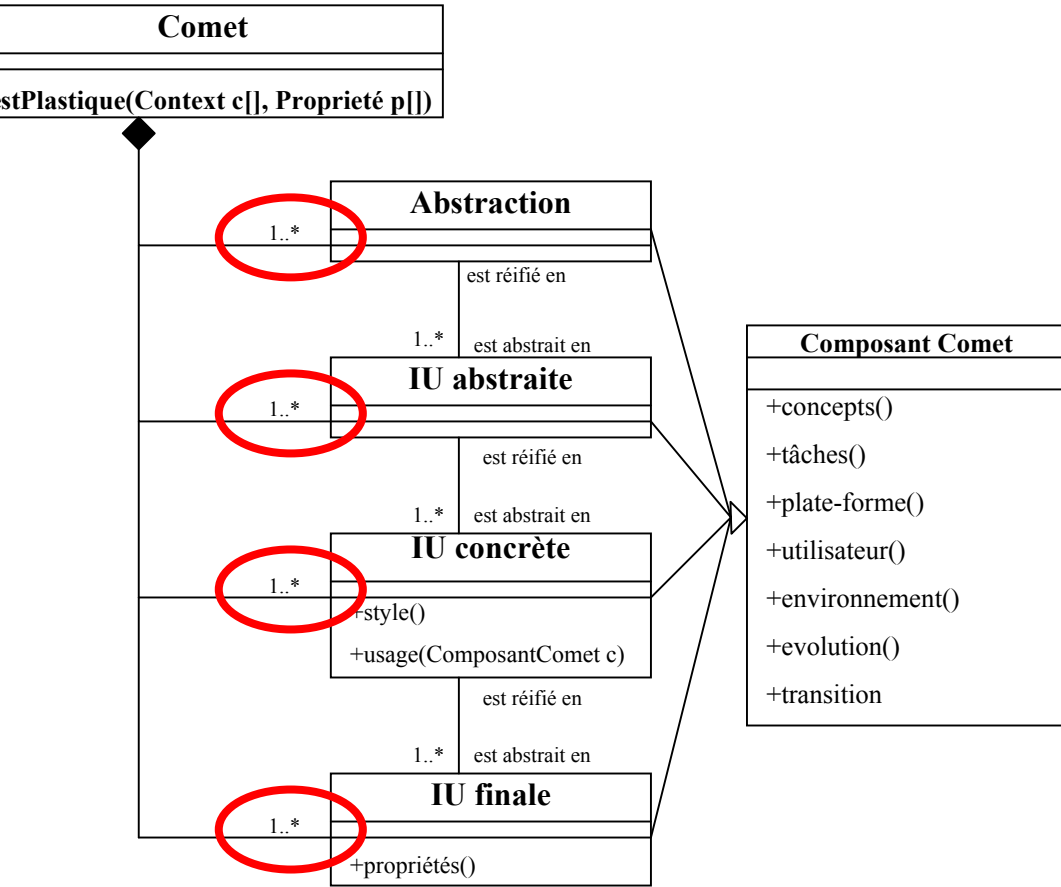 Comet
estPlastique(Context c[], Proprieté p[])
Abstraction
1..*
est réifié en
1..*
est abstrait en
IU abstraite
1..*
est réifié en
1..*
est abstrait en
IU concrète
1..*
+style()
+usage(ComposantComet c)
est réifié en
1..*
est abstrait en
IU finale
1..*
+propriétés()
Composant Comet
+concepts()
+tâches()
+plate-forme()
+utilisateur()
+environnement()
+evolution()
+transition